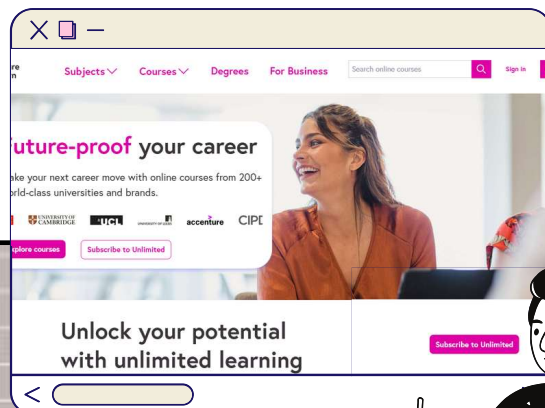 re
n
Subjects
Courses
Degrees
For Business
Search online courses
Sign in
uture-proof your career
ake your next career move with online courses from 200+
orld-class universities and brands.
UNIVERSITY OF
CAMBRIDGE
UCL
accenture
CIPD
xplore courses
Subscribe to Unlimited
Unlock your potential
with unlimited learning
Subscribe to Unlimited